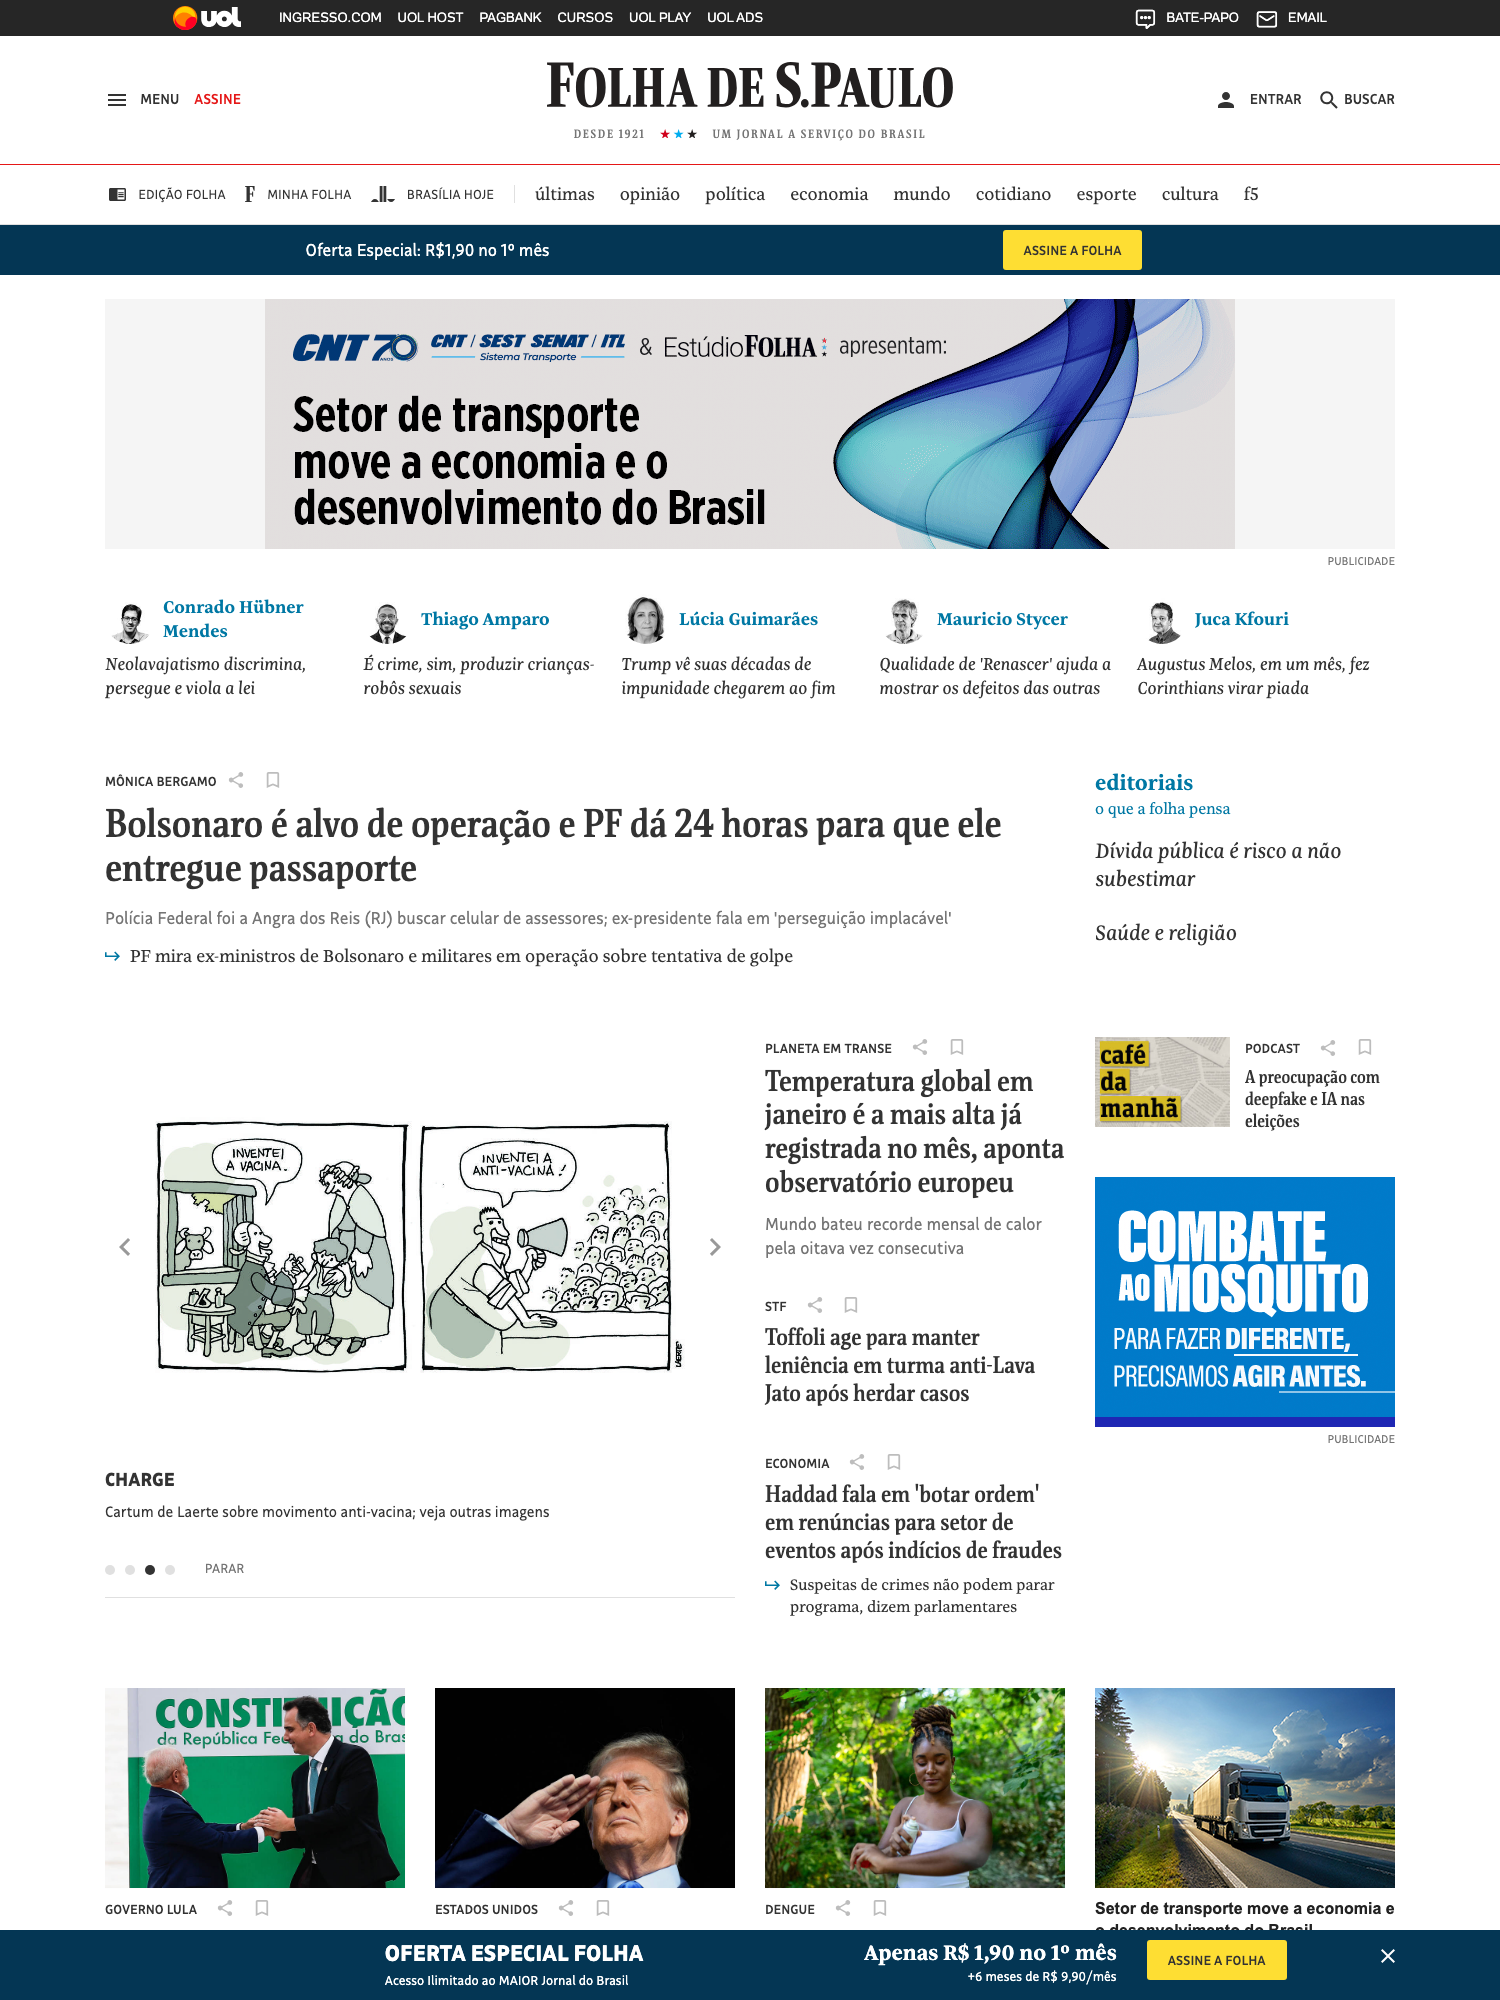 uol
INGRESSO.COM UOL HOST PAGBANK CURSOS UOL PLAY UOL ADS
BATE-PAPO EMAIL
MENU ASSINE
FOLHA DE S.PAULO
DESDE 1921 ★★★ UM JORNAL A SERVIÇO DO BRASIL
ENTRAR BUSCAR
EDIÇÃO FOLHA F MINHA FOLHA BRASÍLIA HOJE últimas opinião política economia mundo cotidiano esporte cultura f5
Oferta Especial: R$1,90 no 1º mês
ASSINE A FOLHA
CNT 70 ANOS CNT / SEST SENAT / ITL & EstúdioFOLHA apresentam:
Sistema Transporte
Setor de transporte
move a economia e o
desenvolvimento do Brasil
PUBLICIDADE
Conrado Hübner
Mendes
Neolavajatismo discrimina,
persegue e viola a lei
Thiago Amparo
É crime, sim, produzir crianças-
robôs sexuais
Lúcia Guimarães
Trump vê suas décadas de
impunidade chegarem ao fim
Mauricio Stycer
Qualidade de 'Renascer' ajuda a
mostrar os defeitos das outras
Juca Kfouri
Augustus Melos, em um mês, fez
Corinthians virar piada
MÔNICA BERGAMO
Bolsonaro é alvo de operação e PF dá 24 horas para que ele
entregue passaporte
Polícia Federal foi a Angra dos Reis (RJ) buscar celular de assessores; ex-presidente fala em 'perseguição implacável'
PF mira ex-ministros de Bolsonaro e militares em operação sobre tentativa de golpe
editoriais
o que a folha pensa
Dívida pública é risco a não
subestimar
Saúde e religião
INVENTEI
A VACINA.
INVENTEI A
ANTI-VACINA!
LAERTE
CHARGE
Cartum de Laerte sobre movimento anti-vacina; veja outras imagens
PARAR
PLANETA EM TRANSE
Temperatura global em
janeiro é a mais alta já
registrada no mês, aponta
observatório europeu
Mundo bateu recorde mensal de calor
pela oitava vez consecutiva
STF
Toffoli age para manter
leniência em turma anti-Lava
Jato após herdar casos
ECONOMIA
Haddad fala em 'botar ordem'
em renúncias para setor de
eventos após indícios de fraudes
Suspeitas de crimes não podem parar
programa, dizem parlamentares
café
da
manhã
PODCAST
A preocupação com
deepfake e IA nas
eleições
COMBATE
AO MOSQUITO
PARA FAZER DIFERENTE,
PRECISAMOS AGIR ANTES.
PUBLICIDADE
CONSTITUIÇÃO
da República Fed a do Bras
GOVERNO LULA
ESTADOS UNIDOS
DENGUE
Setor de transporte move a economia e
o desenvolvimento do Brasil
OFERTA ESPECIAL FOLHA
Acesso Ilimitado ao MAIOR Jornal do Brasil
Apenas R$ 1,90 no 1º mês
+6 meses de R$ 9,90/mês
ASSINE A FOLHA